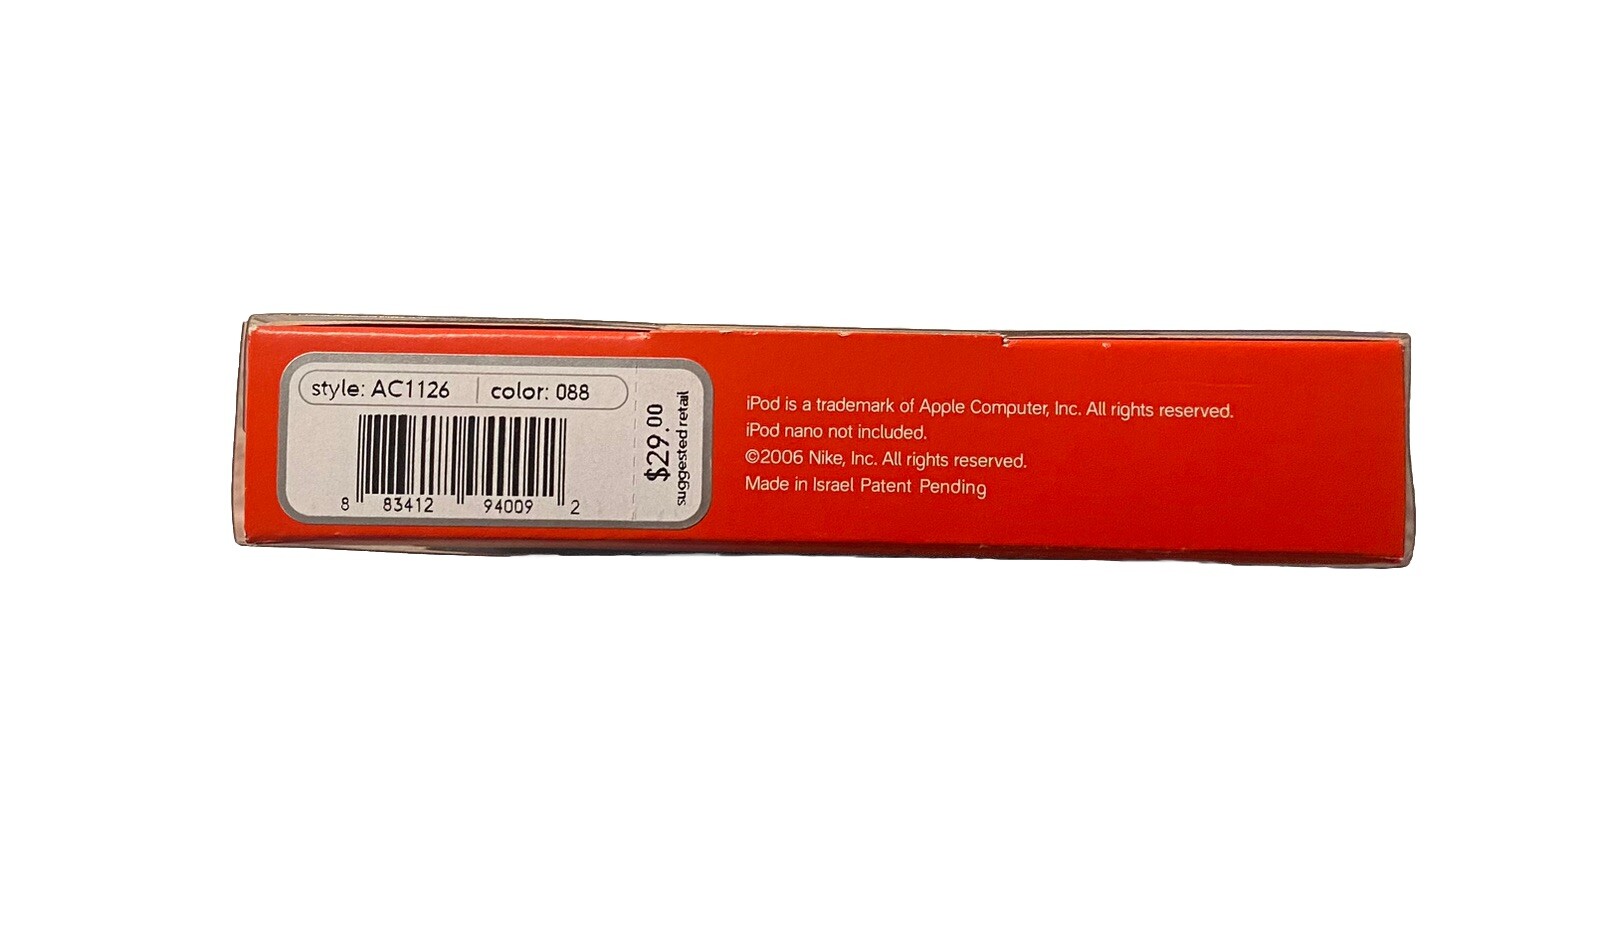 style: AC1126 | color: 088
8 83412 94009 2
$29.00
suggested retail
iPod is a trademark of Apple Computer, Inc. All rights reserved.
iPod nano not included.
©2006 Nike, Inc. All rights reserved.
Made in Israel Patent Pending